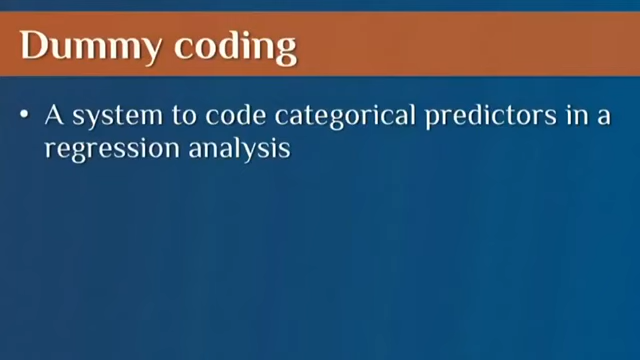 Dummy coding
• A system to code categorical predictors in a
regression analysis